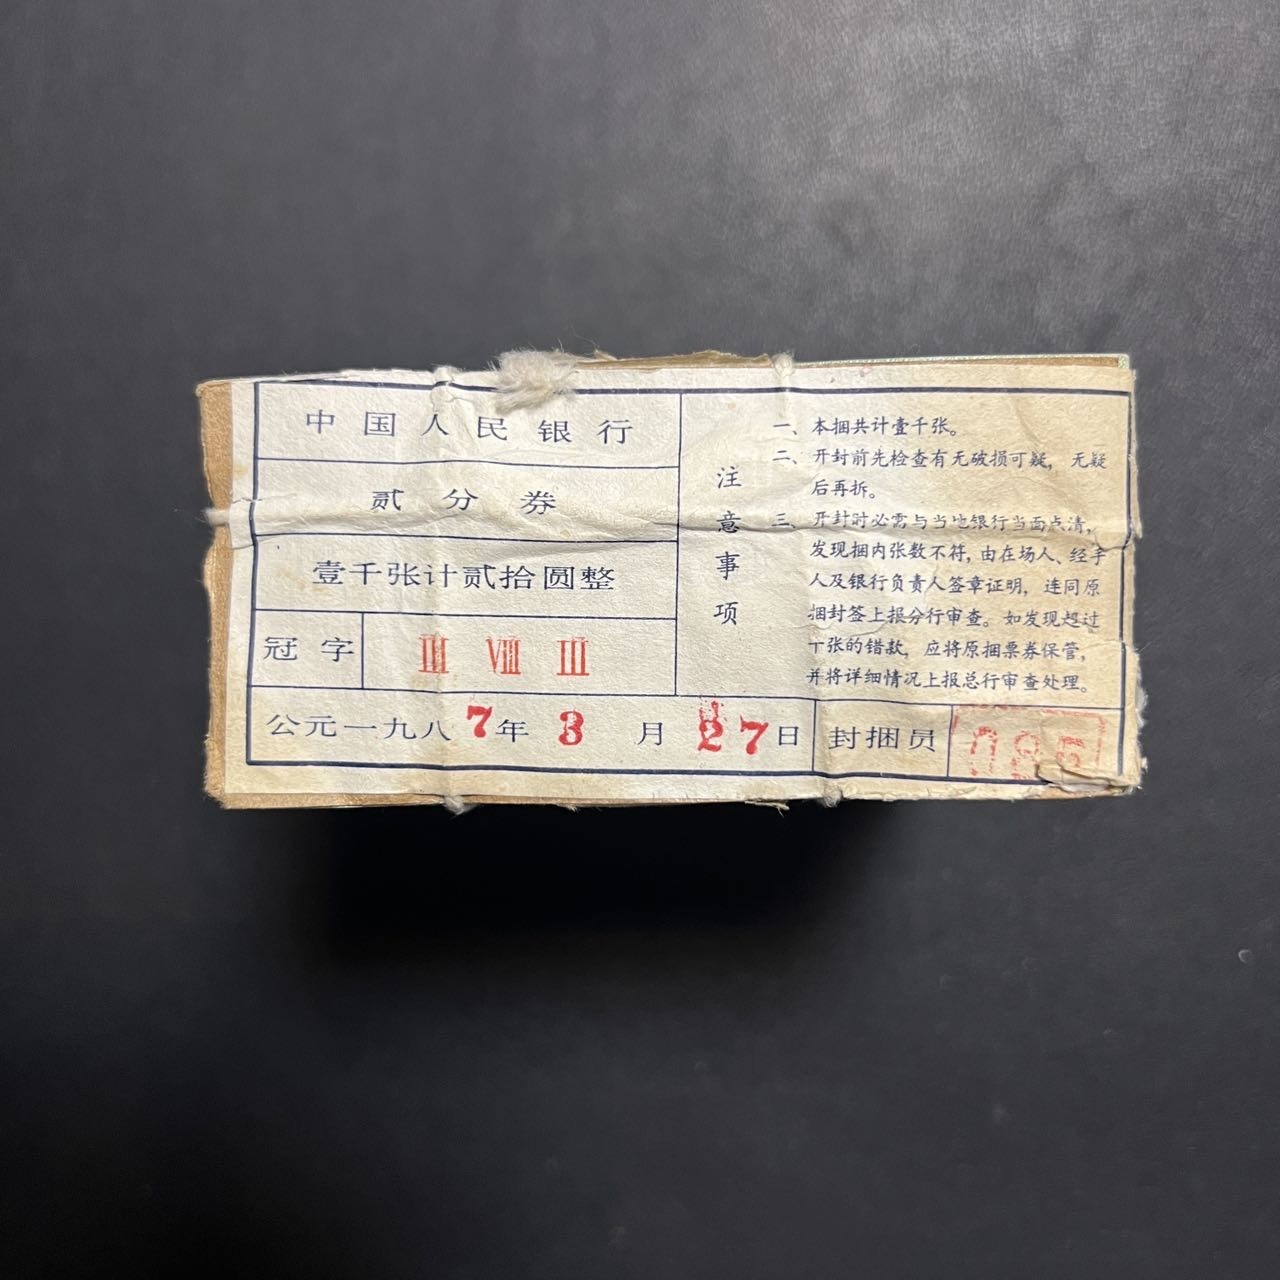 中国人民银行
贰分券
壹千张计贰拾圆整
冠字 III VIII III
公元一九八7年3月27日
封捆员
注意事项
一、本捆共计壹千张。
二、开封前先检查有无破损可疑，无疑
后再拆。
三、开封时必需与当地银行当面点清，
发现捆内张数不符，由在场人、经手
人及银行负责人签章证明，连同原
捆封签上报分行审查。如发现超过
十张的错款，应将原捆票券保管，
并将详细情况上报总行审查处理。